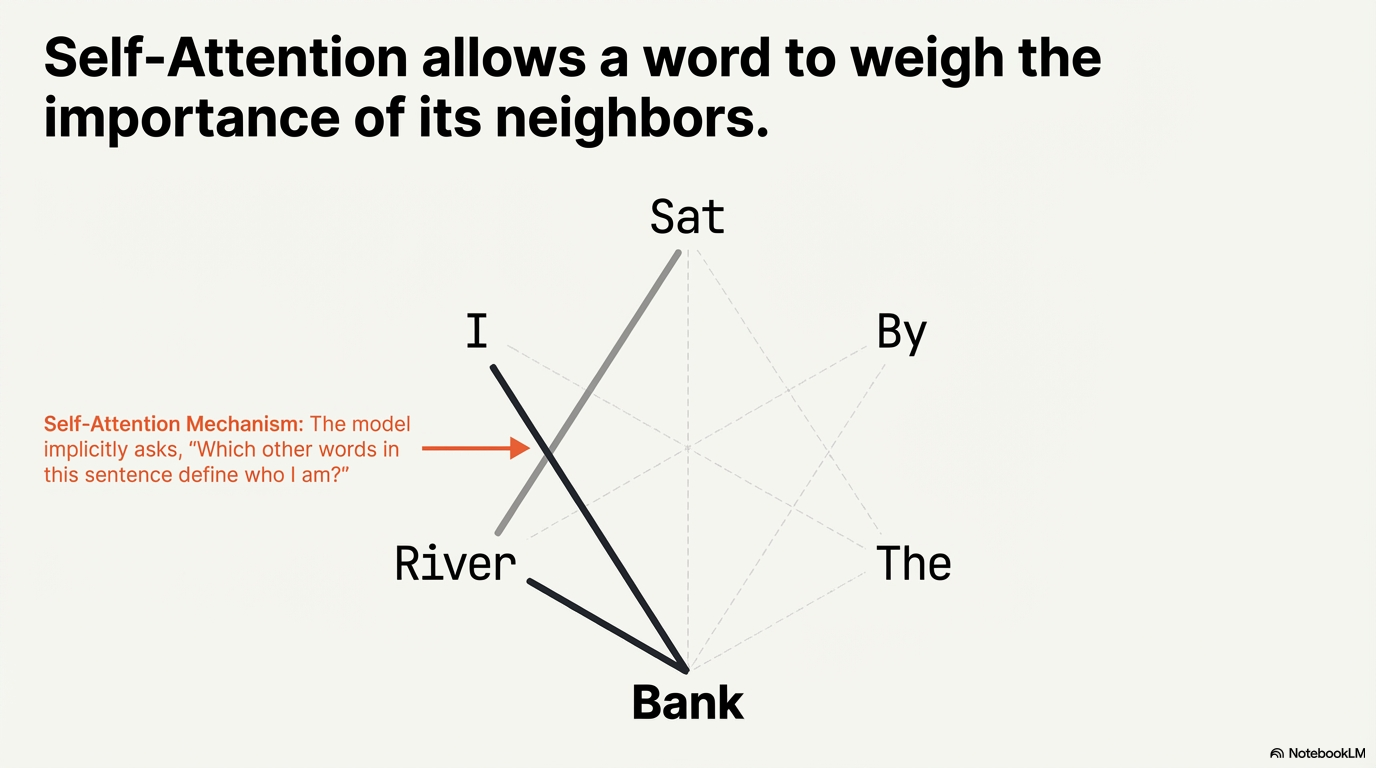 Self-Attention allows a word to weigh the
importance of its neighbors.
Sat
I
By
Self-Attention Mechanism: The model
implicitly asks, “Which other words in
this sentence define who I am?”
River
The
Bank
NotebookLM